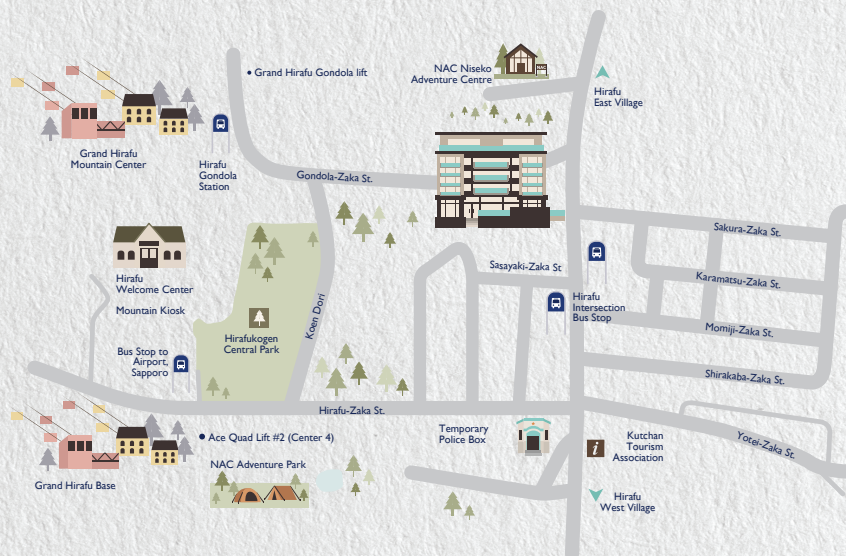 Grand Hirafu Gondola lift
NAC Niseko
Adventure Centre
NAC
Hirafu
East Village
Grand Hirafu
Mountain Center
Hirafu
Gondola
Station
Gondola-Zaka St.
Sakura-Zaka St.
Sasayaki-Zaka St
Karamatsu-Zaka St.
Hirafu
Welcome Center
Mountain Kiosk
Hirafu
Intersection
Bus Stop
Koen Dori
Momiji-Zaka St.
Hirafukogen
Central Park
Bus Stop to
Airport,
Sapporo
Shirakaba-Zaka St.
Hirafu-Zaka St.
Ace Quad Lift #2 (Center 4)
Temporary
Police Box
i
Kutchan
Tourism
Association
Yotei-Zaka St.
NAC Adventure Park
Grand Hirafu Base
Hirafu
West Village